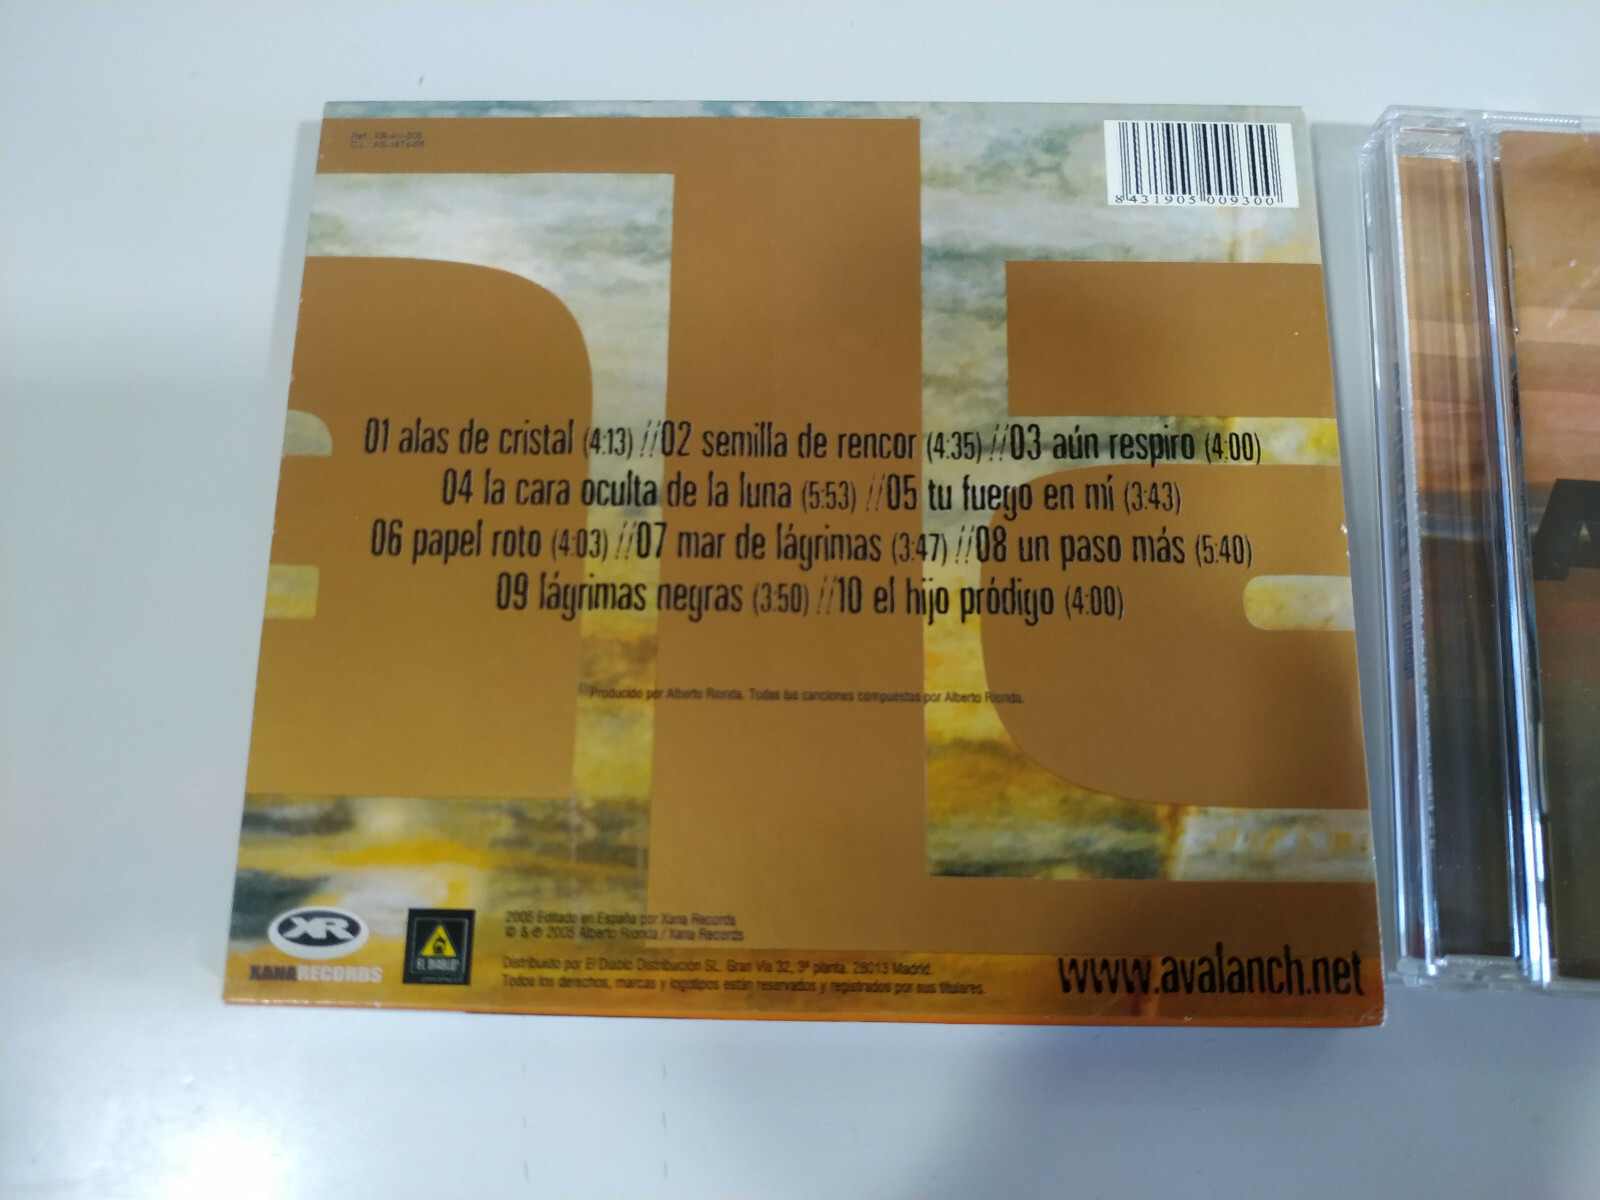 8 431905 009300
01 alas de cristal (4:13) //02 semilla de rencor (4:35) //03 aún respiro (4:00)
04 la cara oculta de la luna (5:53) //05 tu fuego en mí (3:43)
06 papel roto (4:03) //07 mar de lágrimas (3:47) //08 un paso más (5:40)
09 lágrimas negras (3:50) //10 el hijo pródigo (4:00)
Producido por Alberto Rionda. Todas las canciones compuestas por Alberto Rionda.
XR
XANARECORDS
EL DIABLO
2005 Editado en España por Xana Records
© & ℗ 2005 Alberto Rionda / Xana Records
Distribuido por El Diablo Distribución SL. Gran Vía 32, 3ª planta. 28013 Madrid.
Todos los derechos, marcas y logotipos están reservados y registrados por sus titulares.
www.avalanch.net